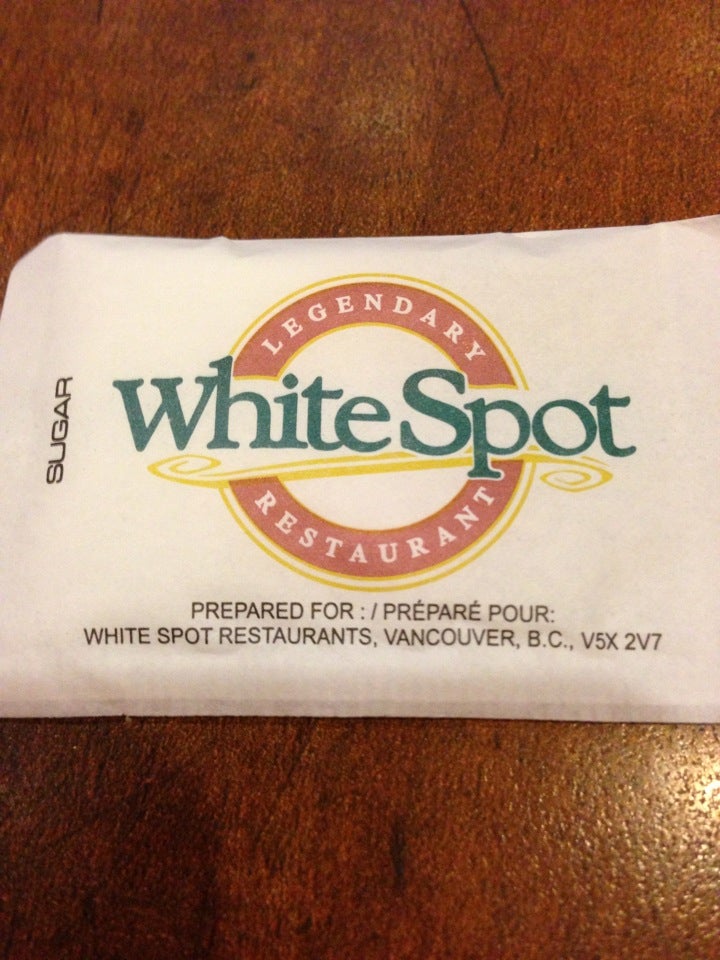 LEGENDARY
White Spot
RESTAURANT
SUGAR
PREPARED FOR : / PRÉPARÉ POUR:
WHITE SPOT RESTAURANTS, VANCOUVER, B.C., V5X 2V7